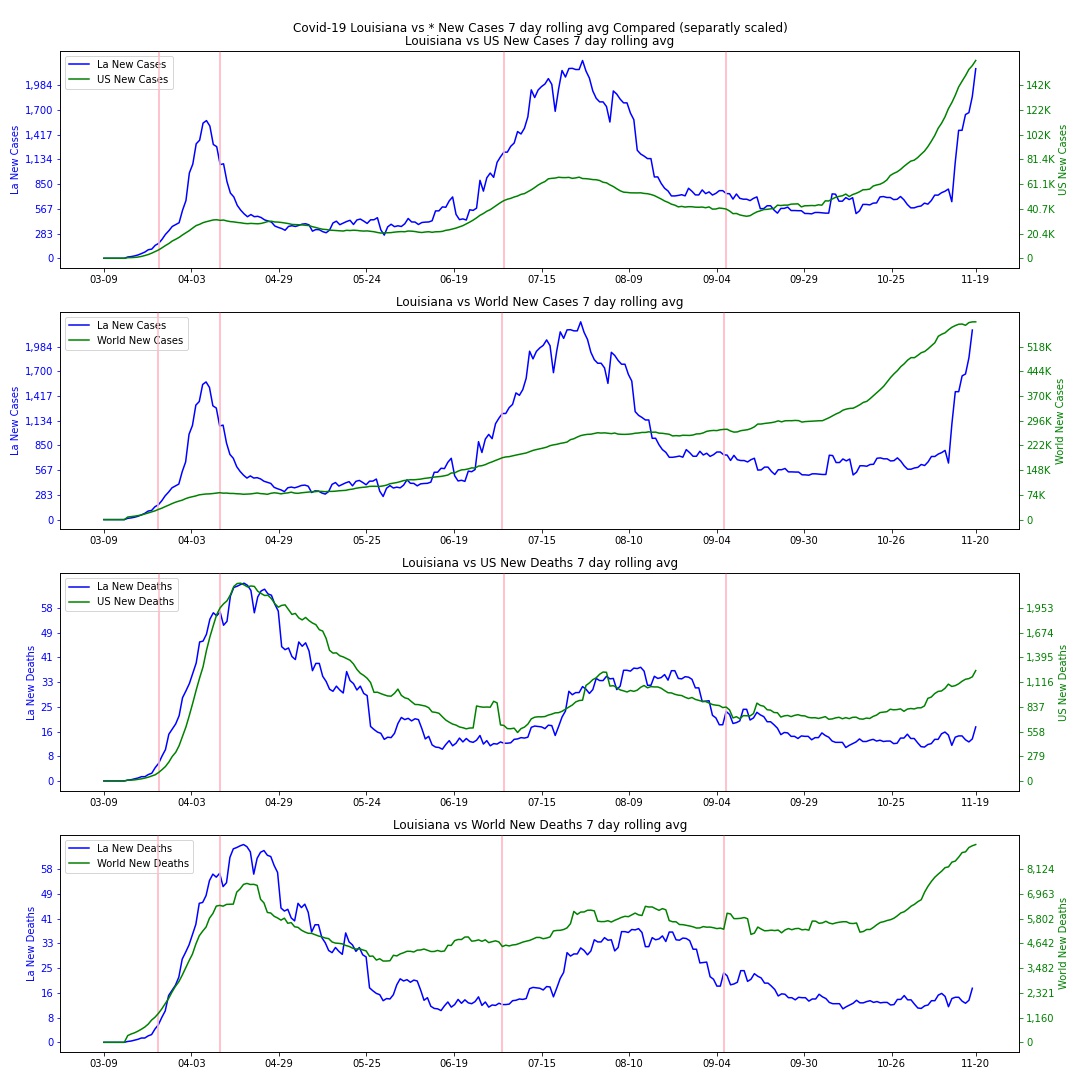 Covid-19 Louisiana vs * New Cases 7 day rolling avg Compared (separatly scaled)
Louisiana vs US New Cases 7 day rolling avg
La New Cases
US New Cases
1,984
1,700
1,417
1,134
850
567
283
0
La New Cases
142K
122K
102K
81.4K
61.1K
40.7K
20.4K
0
US New Cases
03-09 04-03 04-29 05-24 06-19 07-15 08-09 09-04 09-30 10-26 11-19
Louisiana vs World New Cases 7 day rolling avg
La New Cases
World New Cases
1,984
1,700
1,417
1,134
850
567
283
0
La New Cases
518K
444K
370K
296K
222K
148K
74K
0
World New Cases
03-09 04-03 04-29 05-25 06-19 07-15 08-09 09-04 09-30 10-26 11-20
Louisiana vs US New Deaths 7 day rolling avg
La New Deaths
US New Deaths
58
49
41
33
25
16
8
0
La New Deaths
1,953
1,674
1,395
1,116
837
558
279
0
US New Deaths
03-09 04-03 04-29 05-24 06-19 07-15 08-09 09-04 09-29 10-25 11-19
Louisiana vs World New Deaths 7 day rolling avg
La New Deaths
World New Deaths
58
49
41
33
25
16
8
0
La New Deaths
8,124
6,963
5,802
4,642
3,482
2,321
1,160
0
World New Deaths
03-09 04-03 04-29 05-25 06-19 07-15 08-09 09-04 09-30 10-26 11-20